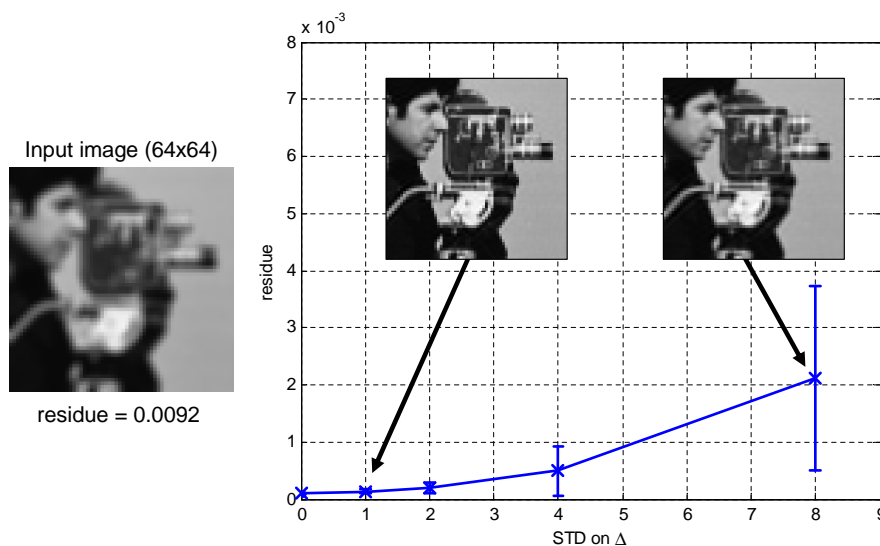 Input image (64x64)
residue = 0.0092
x 10⁻³
8
7
6
5
4
3
2
1
0
residue
0 1 2 3 4 5 6 7 8 9
STD on Δ